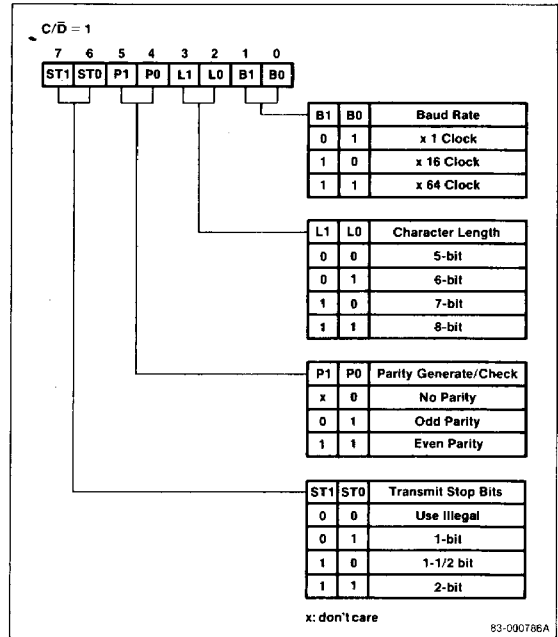 C/D̅ = 1
7 6 5 4 3 2 1 0
ST1 ST0 P1 P0 L1 L0 B1 B0
B1 B0 Baud Rate
0 1 x 1 Clock
1 0 x 16 Clock
1 1 x 64 Clock
L1 L0 Character Length
0 0 5-bit
0 1 6-bit
1 0 7-bit
1 1 8-bit
P1 P0 Parity Generate/Check
x 0 No Parity
0 1 Odd Parity
1 1 Even Parity
ST1 ST0 Transmit Stop Bits
0 0 Use Illegal
0 1 1-bit
1 0 1-1/2 bit
1 1 2-bit
x: don't care
83-000786A